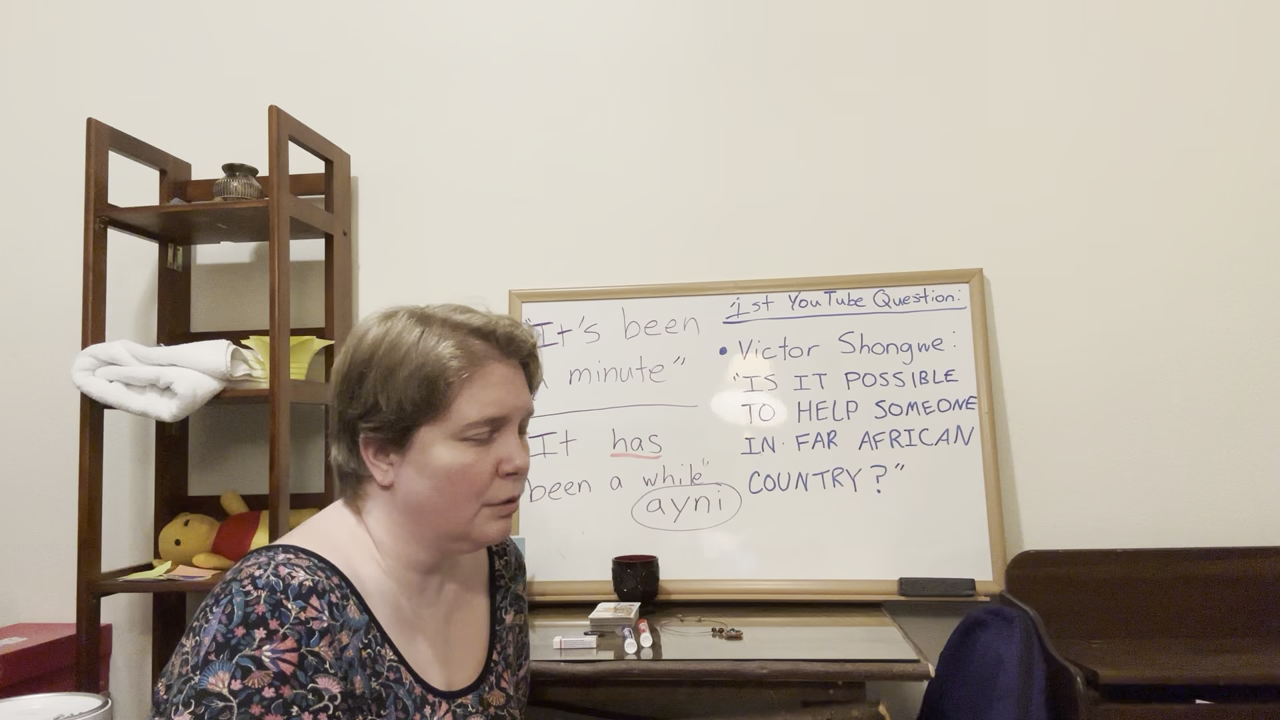 "It's been
minute"
It has
been a while"
ayni
1st YouTube Question:
• Victor Shongwe:
"IS IT POSSIBLE
TO HELP SOMEONE
IN FAR AFRICAN
COUNTRY?"